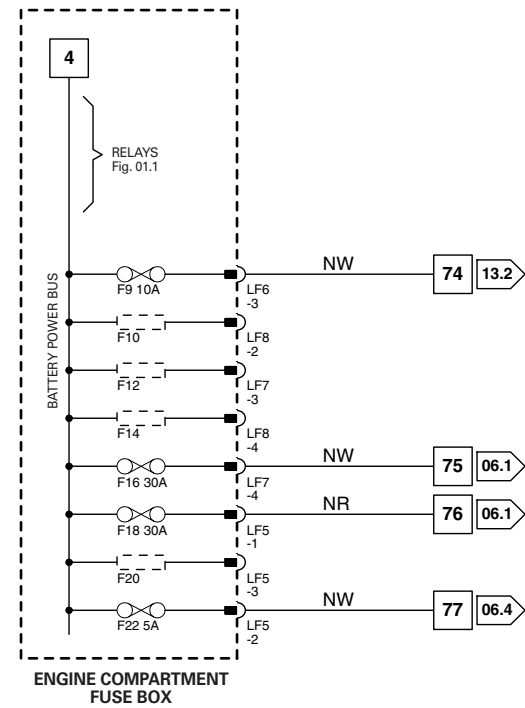 4
RELAYS
Fig. 01.1
BATTERY POWER BUS
F9 10A
LF6
-3
NW
74
13.2
F10
LF8
-2
F12
LF7
-3
F14
LF8
-4
F16 30A
LF7
-4
NW
75
06.1
F18 30A
LF5
-1
NR
76
06.1
F20
LF5
-3
F22 5A
LF5
-2
NW
77
06.4
ENGINE COMPARTMENT
FUSE BOX